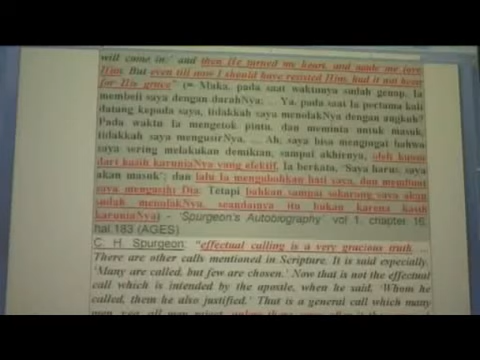 will come in;' and then He turned my heart, and made me love
Him. But even till now I should have resisted Him, had it not been
for His grace" (= Maka, pada saat waktunya sudah genap, Ia
membeli saya dengan darahNya. ... Ya, pada saat Ia pertama kali
datang kepada saya, tidakkah saya menolakNya dengan angkuh?
Pada waktu Ia mengetok pintu, dan meminta untuk masuk,
tidakkah saya mengusirNya. ... Ah, saya bisa mengingat bahwa
saya sering melakukan demikian, sampai akhirnya, oleh kuasa
dari kasih karuniaNya yang efektif, Ia berkata, 'Saya harus, saya
akan masuk'; dan lalu Ia mengubahkan hati saya, dan membuat
saya mengasihi Dia. Tetapi bahkan sampai sekarang saya akan
sudah menolakNya, seandainya itu bukan karena kasih
karuniaNya) - 'Spurgeon's Autobiography' vol 1, chapter 16,
hal 183 (AGES)
C. H. Spurgeon: "effectual calling is a very gracious truth ...
There are other calls mentioned in Scripture. It is said especially,
'Many are called, but few are chosen.' Now that is not the effectual
call which is intended by the apostle, when he said, 'Whom he
called, them he also justified.' That is a general call which many
men, yea, all men reject, unless there